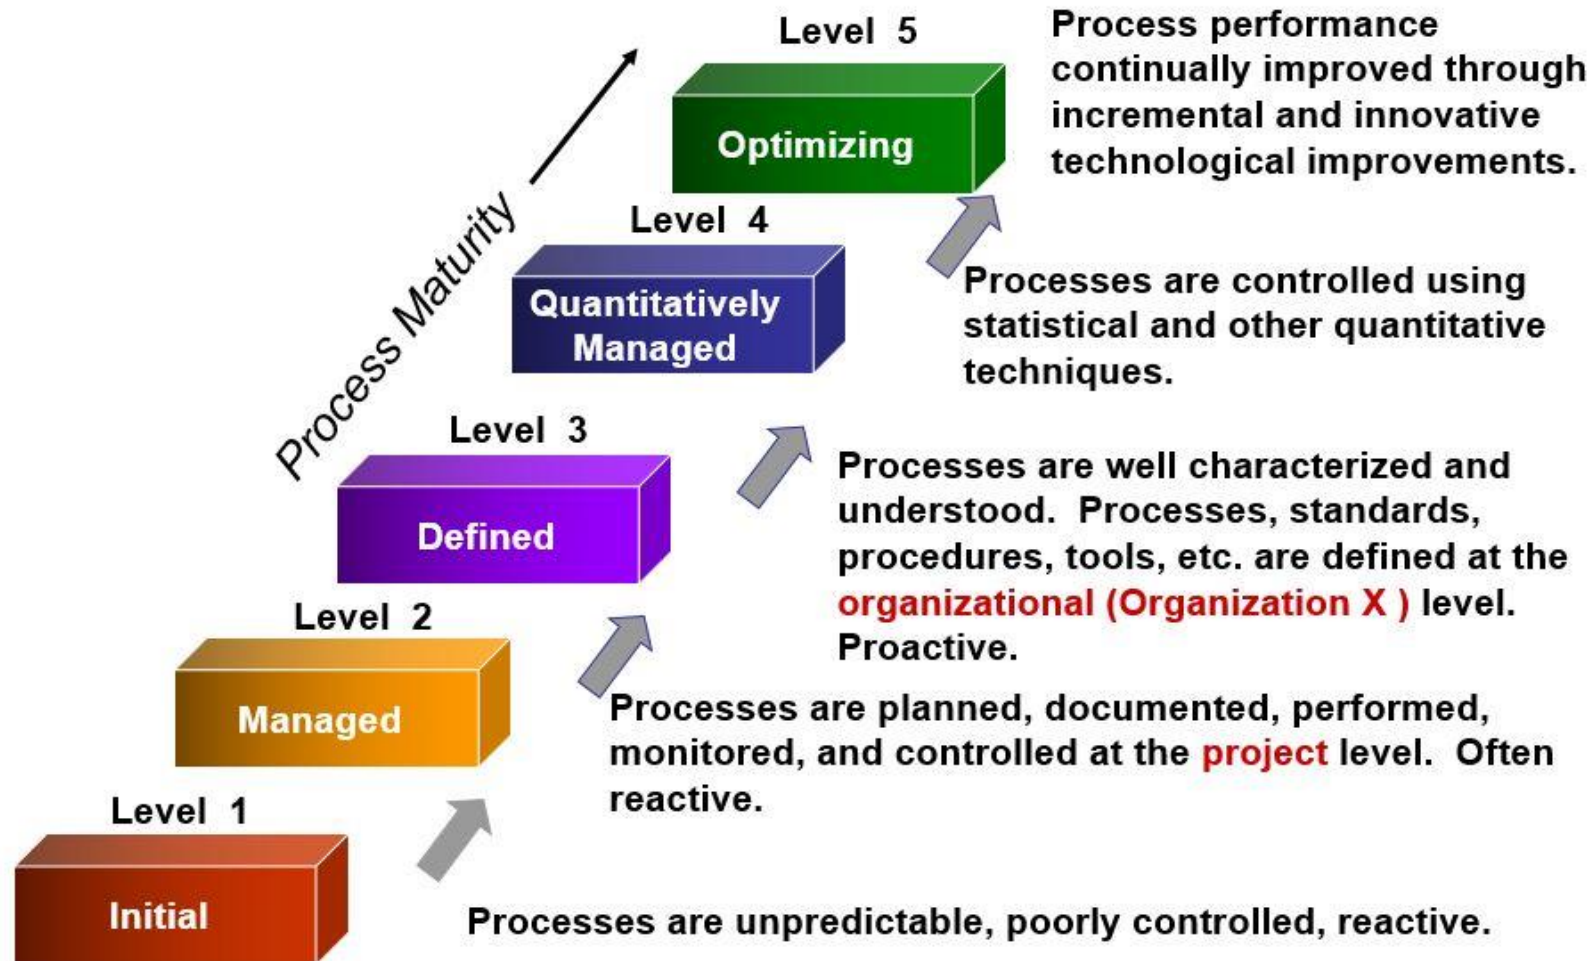 Level 5
Optimizing
Process performance
continually improved through
incremental and innovative
technological improvements.
Process Maturity
Level 4
Quantitatively
Managed
Processes are controlled using
statistical and other quantitative
techniques.
Level 3
Defined
Processes are well characterized and
understood. Processes, standards,
procedures, tools, etc. are defined at the
organizational (Organization X ) level.
Proactive.
Level 2
Managed
Processes are planned, documented, performed,
monitored, and controlled at the project level. Often
reactive.
Level 1
Initial
Processes are unpredictable, poorly controlled, reactive.